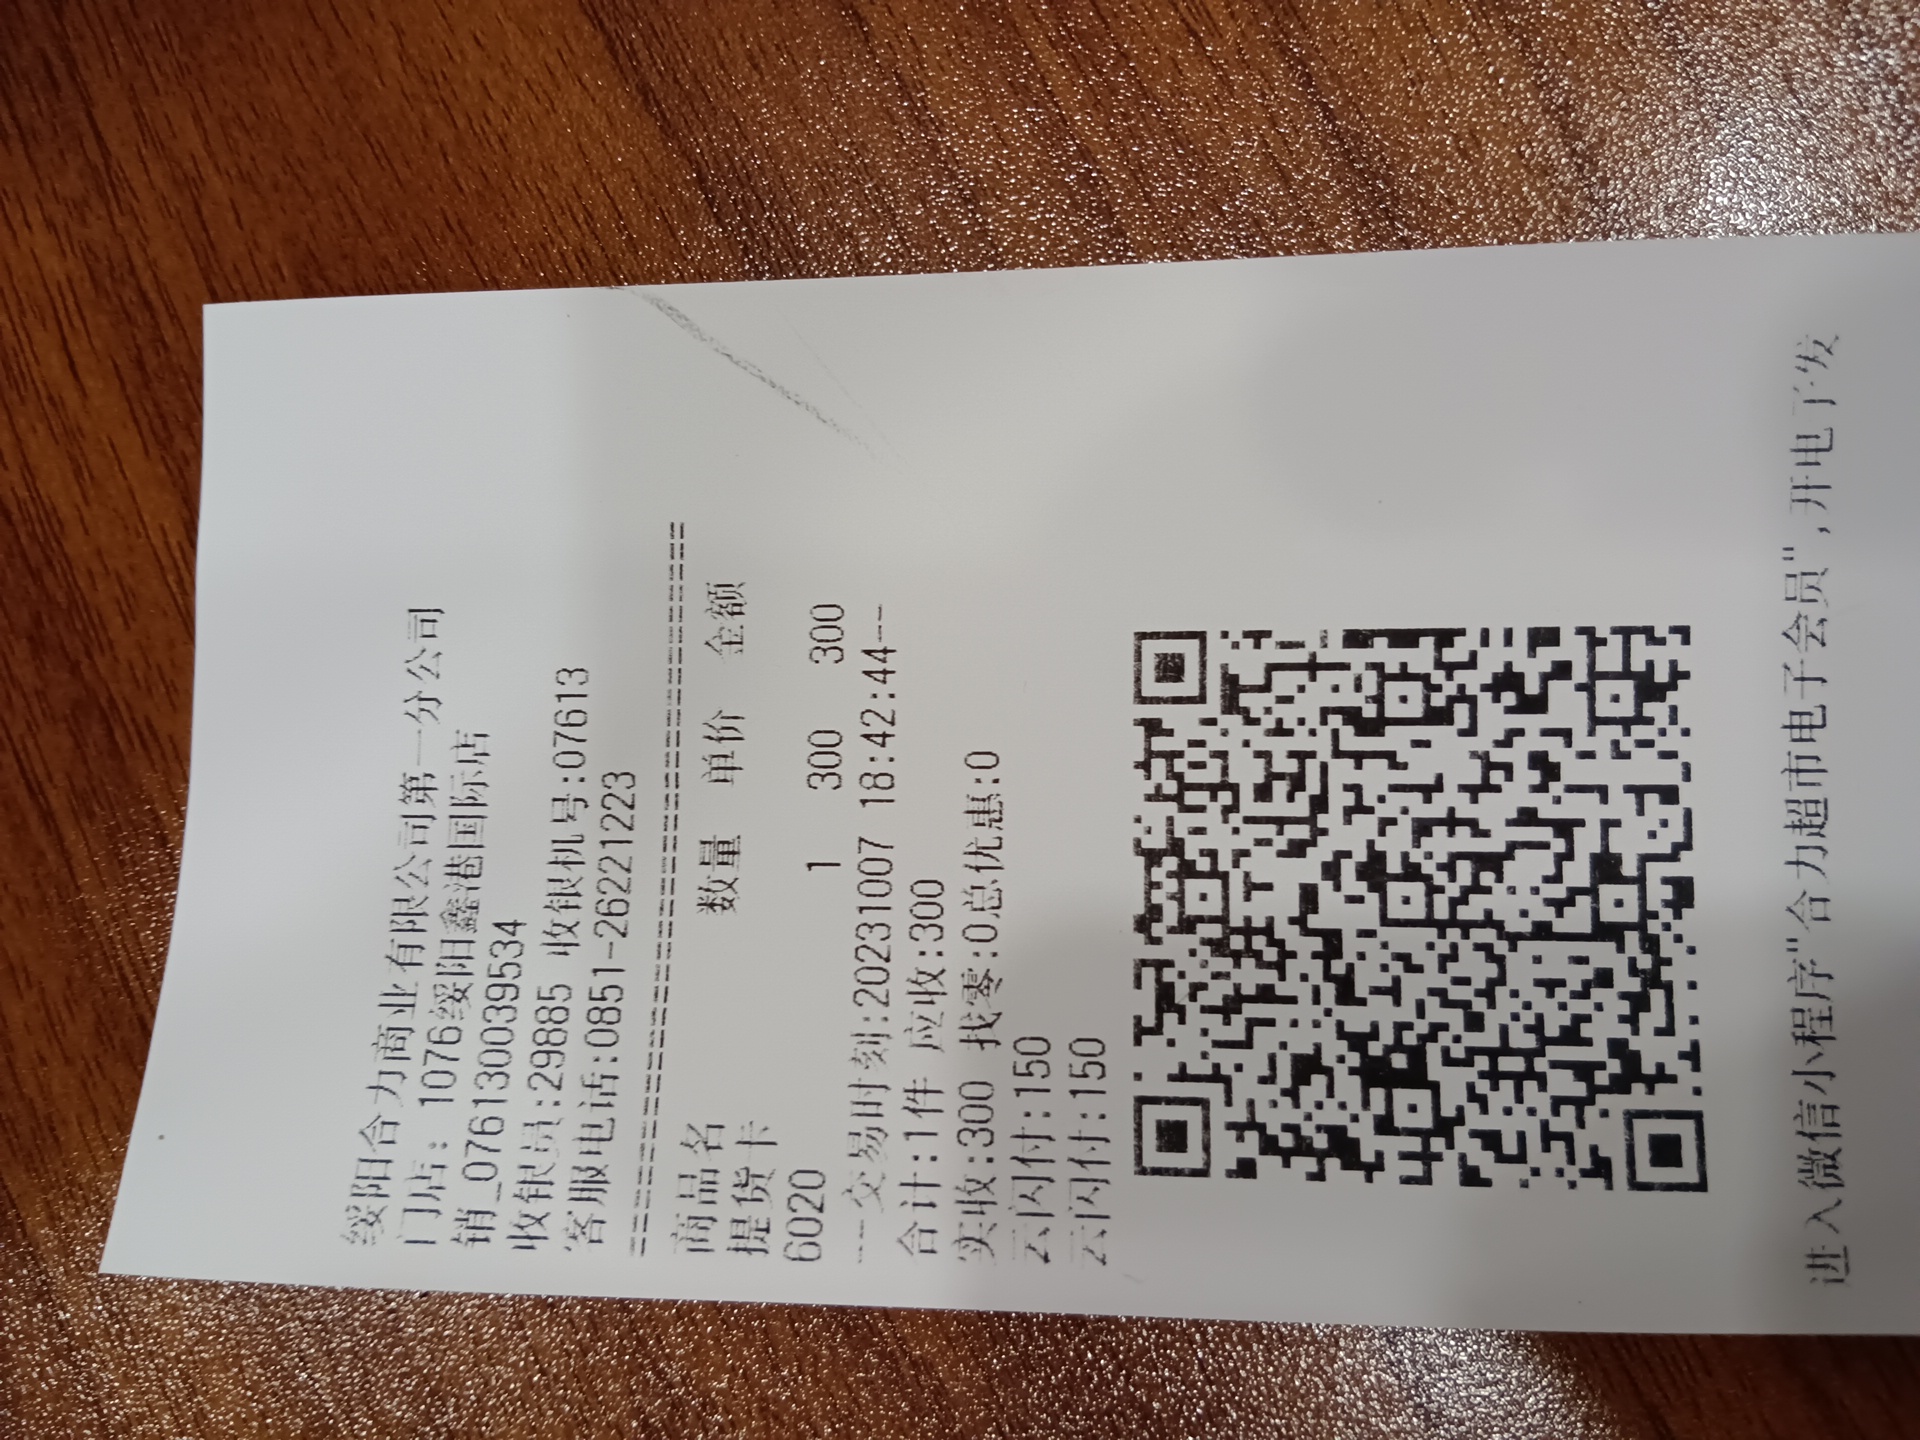 绥阳合力商业有限公司第一分公司
门店: 1076绥阳鑫港国际店
销_0761300039534
收银员:29885 收银机号:07613
客服电话:0851-26221223
商品名 数量 单价 金额
提货卡
6020 1 300 300
---交易时刻:20231007 18:42:44--
合计:1件 应收:300
实收:300 找零:0总优惠:0
云闪付:150
云闪付:150
进入微信小程序"合力超市电子会员",开电子发